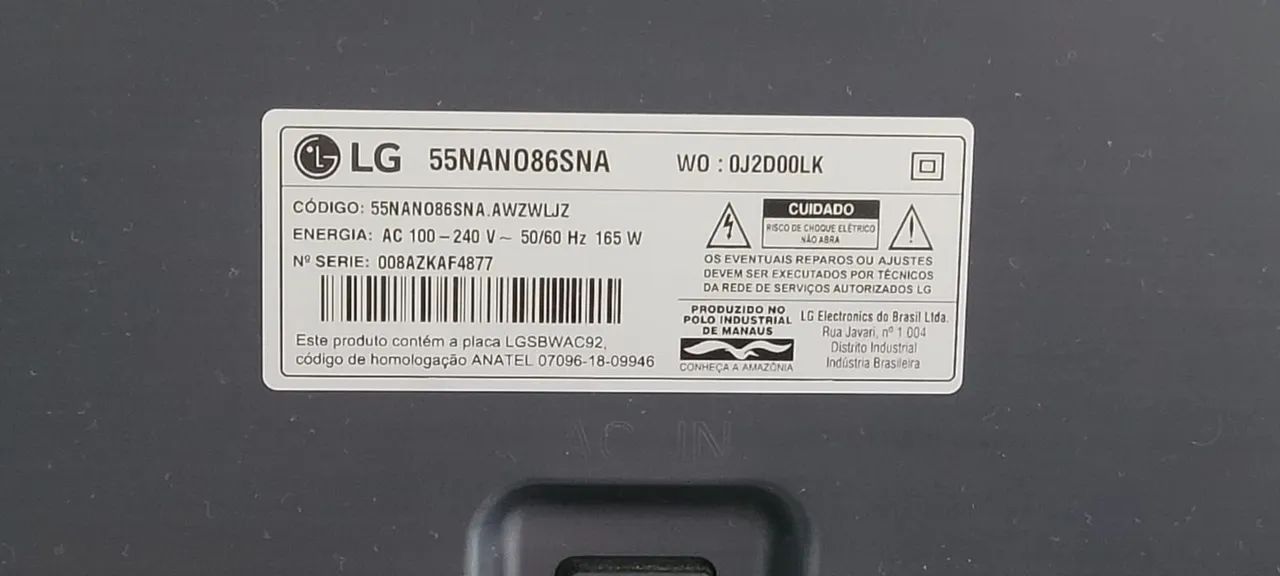 LG 55NANO86SNA WO : 0J2D00LK
CÓDIGO: 55NANO86SNA.AWZWLJZ
ENERGIA: AC 100-240 V~ 50/60 Hz 165 W
Nº SERIE: 008AZKAF4877
Este produto contém a placa LGSBWAC92,
código de homologação ANATEL 07096-18-09946
CUIDADO
RISCO DE CHOQUE ELÉTRICO
NÃO ABRA
OS EVENTUAIS REPAROS OU AJUSTES
DEVEM SER EXECUTADOS POR TÉCNICOS
DA REDE DE SERVIÇOS AUTORIZADOS LG
PRODUZIDO NO
POLO INDUSTRIAL
DE MANAUS
CONHEÇA A AMAZÔNIA
LG Electronics do Brasil Ltda.
Rua Javari, nº 1 004
Distrito Industrial
Indústria Brasileira
AC IN